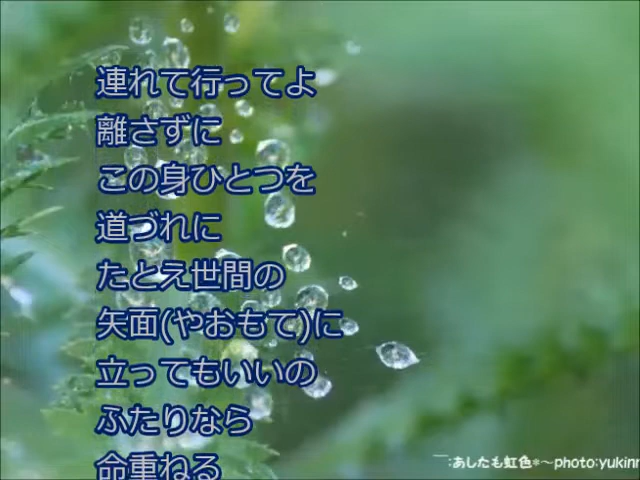 連れて行ってよ
離さずに
この身ひとつを
道づれに
たとえ世間の
矢面(やおもて)に
立ってもいいの
ふたりなら
命重ねる
￣:あしたも虹色*～photo:yukinn